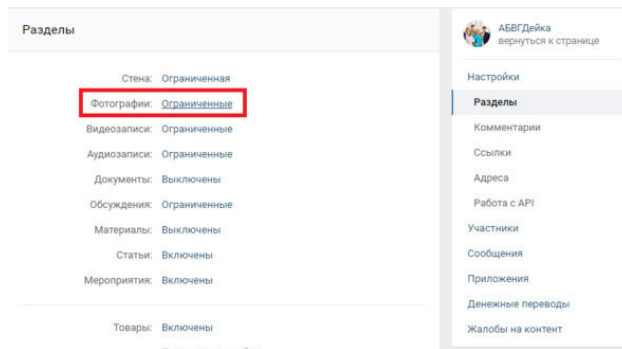 Разделы
Стена: Ограниченная
Фотографии: Ограниченные
Видеозаписи: Ограниченные
Аудиозаписи: Ограниченные
Документы: Выключены
Обсуждения: Ограниченные
Материалы: Выключены
Статьи: Включены
Мероприятия: Включены
Товары: Включены
АБВГДейка
вернуться к странице
Настройки
Разделы
Комментарии
Ссылки
Адреса
Работа с API
Участники
Сообщения
Приложения
Денежные переводы
Жалобы на контент